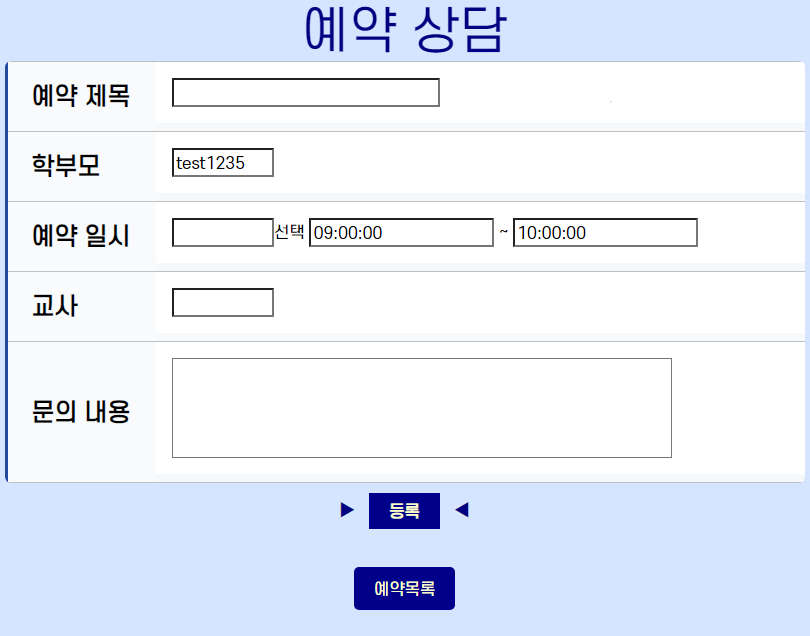 예약 상담
예약 제목
학부모 test1235
예약 일시 선택 09:00:00 ~ 10:00:00
교사
문의 내용
▶ 등록 ◀
예약목록